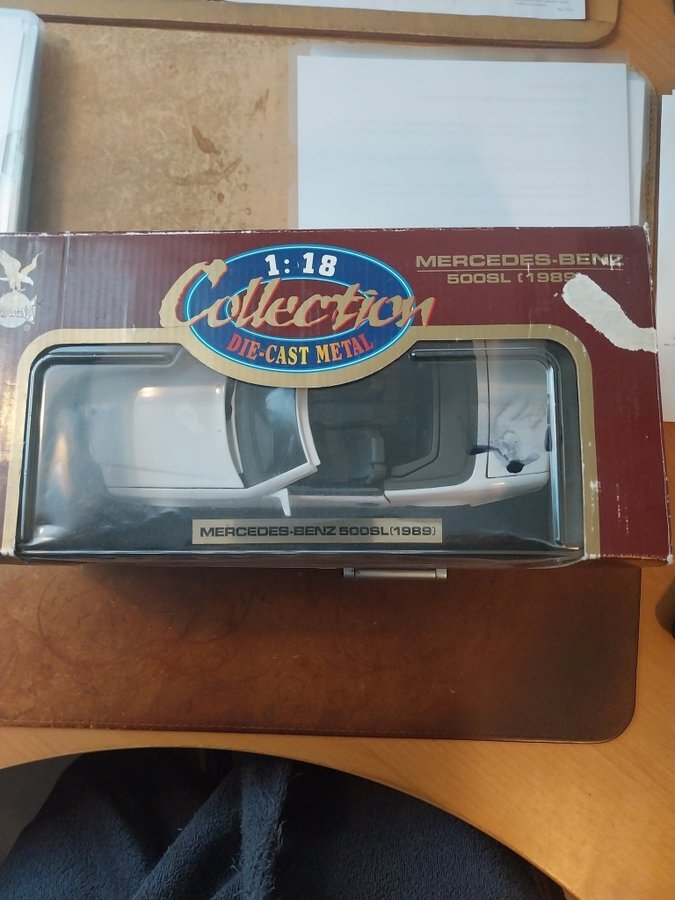 1:18
Collection
DIE-CAST METAL
MERCEDES-BENZ
500SL (1989)
MERCEDES-BENZ 500SL(1989)